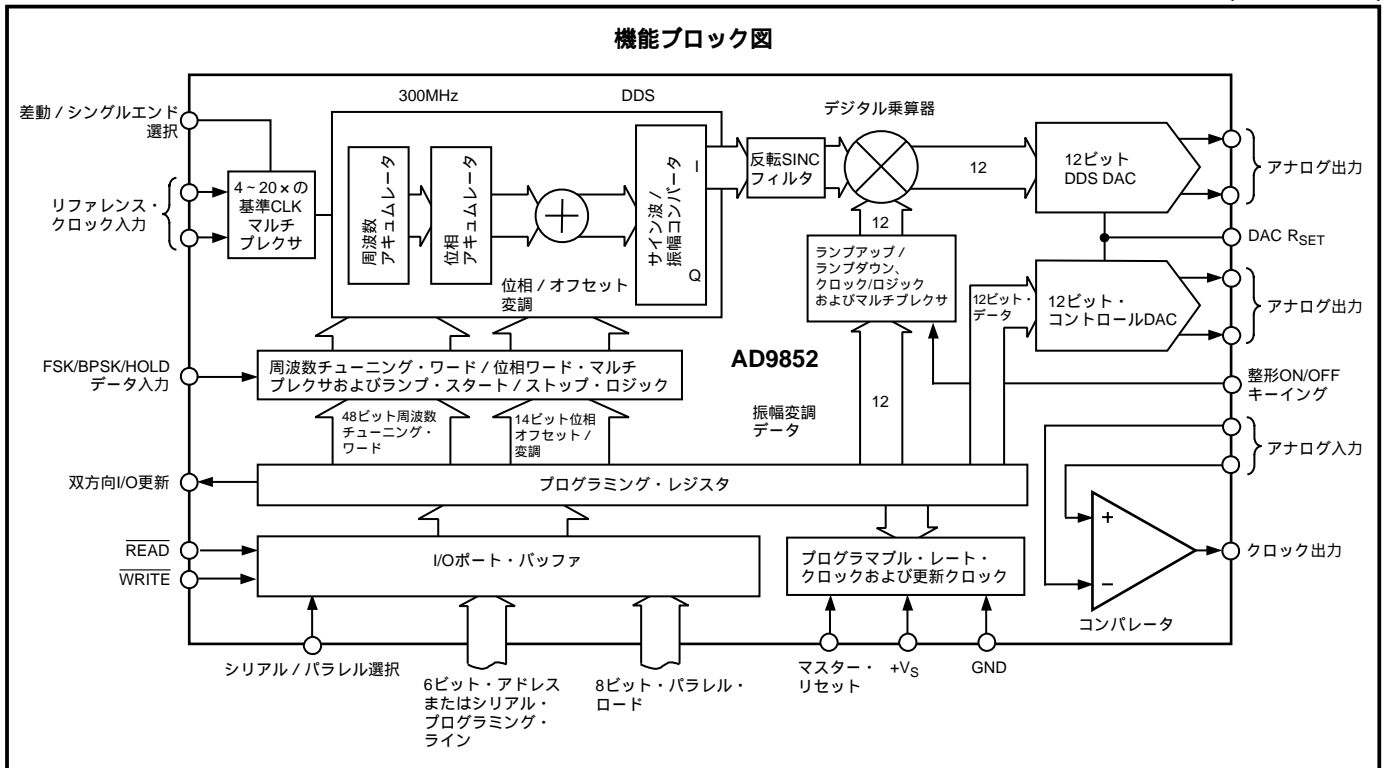 機能ブロック図
300MHz
DDS
デジタル乗算器
差動 / シングルエンド
選択
リファレンス・
クロック入力
4~20×の
基準CLK
マルチ
プレクサ
周波数
アキュムレータ
位相
アキュムレータ
サイン波 /
振幅コンバータ
I
Q
位相 / オフセット
変調
反転SINC
フィルタ
12
12ビット
DDS DAC
アナログ出力
12
DAC RSET
ランプアップ /
ランプダウン、
クロック/ロジック
およびマルチプレクサ
12ビット・
データ
12ビット・
コントロールDAC
アナログ出力
FSK/BPSK/HOLD
データ入力
周波数チューニング・ワード / 位相ワード・マルチ
プレクサおよびランプ・スタート / ストップ・ロジック
AD9852
整形ON/OFF
キーイング
48ビット周波数
チューニング・
ワード
14ビット位相
オフセット /
変調
振幅変調
データ
12
アナログ入力
双方向I/O更新
プログラミング・レジスタ
READ
WRITE
I/Oポート・バッファ
プログラマブル・レート・
クロックおよび更新クロック
+
−
クロック出力
コンパレータ
シリアル / パラレル選択
6ビット・アドレス
またはシリアル・
プログラミング・
ライン
8ビット・パラレル・
ロード
マスター・
リセット
+VS
GND